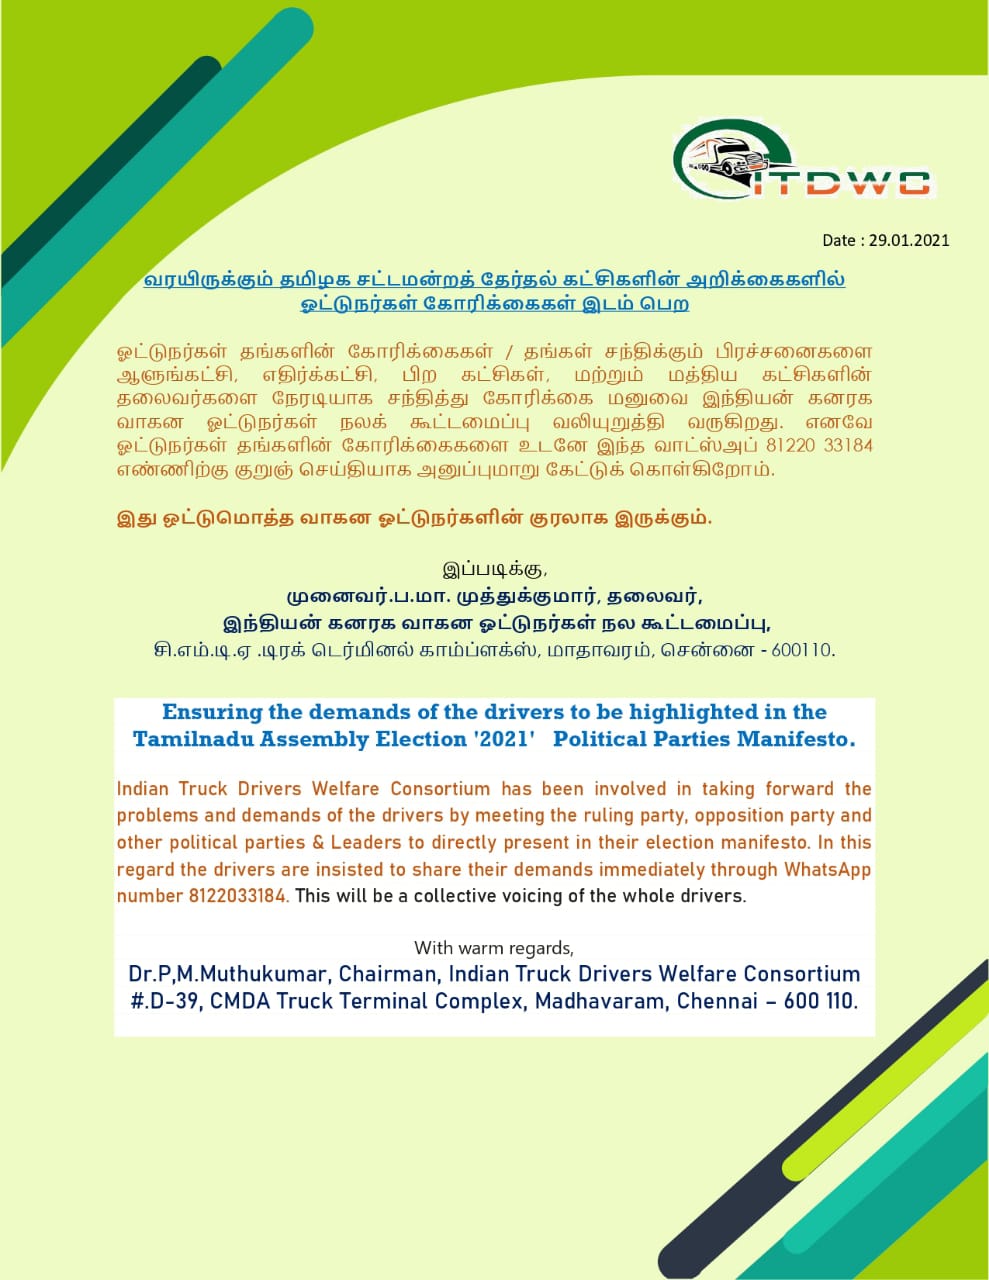 ITDWC
Date : 29.01.2021
வரயிருக்கும் தமிழக சட்டமன்றத் தேர்தல் கட்சிகளின் அறிக்கைகளில்
ஓட்டுநர்கள் கோரிக்கைகள் இடம் பெற
ஓட்டுநர்கள் தங்களின் கோரிக்கைகள் / தங்கள் சந்திக்கும் பிரச்சனைகளை
ஆளுங்கட்சி, எதிர்க்கட்சி, பிற கட்சிகள், மற்றும் மத்திய கட்சிகளின்
தலைவர்களை நேரடியாக சந்தித்து கோரிக்கை மனுவை இந்தியன் கனரக
வாகன ஓட்டுநர்கள் நலக் கூட்டமைப்பு வலியுறுத்தி வருகிறது. எனவே
ஓட்டுநர்கள் தங்களின் கோரிக்கைகளை உடனே இந்த வாட்ஸ்அப் 81220 33184
எண்ணிற்கு குறுஞ் செய்தியாக அனுப்புமாறு கேட்டுக் கொள்கிறோம்.
இது ஒட்டுமொத்த வாகன ஓட்டுநர்களின் குரலாக இருக்கும்.
இப்படிக்கு,
முனைவர்.ப.மா. முத்துக்குமார், தலைவர்,
இந்தியன் கனரக வாகன ஓட்டுநர்கள் நல கூட்டமைப்பு,
சி.எம்.டி.ஏ .டிரக் டெர்மினல் காம்ப்ளக்ஸ், மாதாவரம், சென்னை - 600110.
Ensuring the demands of the drivers to be highlighted in the
Tamilnadu Assembly Election '2021' Political Parties Manifesto.
Indian Truck Drivers Welfare Consortium has been involved in taking forward the
problems and demands of the drivers by meeting the ruling party, opposition party and
other political parties & Leaders to directly present in their election manifesto. In this
regard the drivers are insisted to share their demands immediately through WhatsApp
number 8122033184. This will be a collective voicing of the whole drivers.
With warm regards,
Dr.P,M.Muthukumar, Chairman, Indian Truck Drivers Welfare Consortium
#.D-39, CMDA Truck Terminal Complex, Madhavaram, Chennai – 600 110.